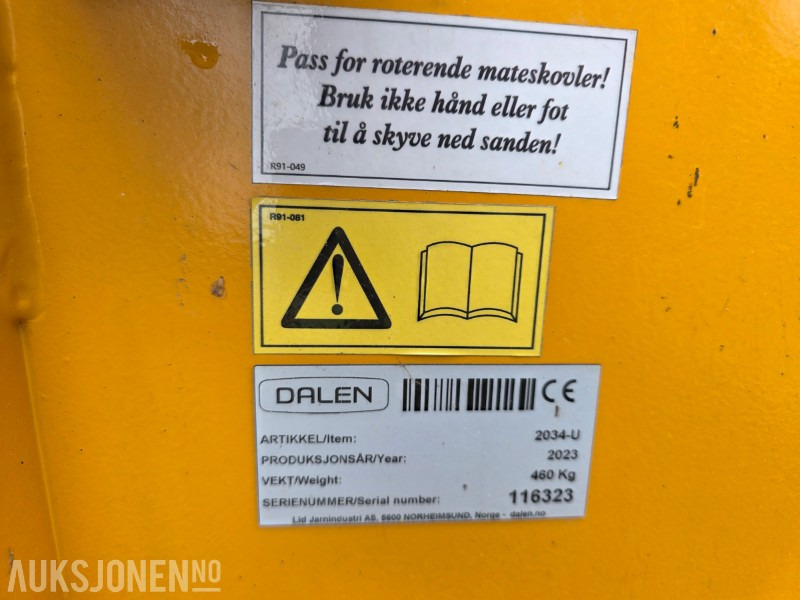 Pass for roterende mateskovler!
Bruk ikke hånd eller fot
til å skyve ned sanden!
R91-049
R91-081
DALEN CE
ARTIKKEL/Item: 2034-U
PRODUKSJONSÅR/Year: 2023
VEKT/Weight: 460 Kg
SERIENUMMER/Serial number: 116323
Lid Jarnindustri AS, 5600 NORHEIMSUND, Norge - dalen.no
AUKSJONEN.NO